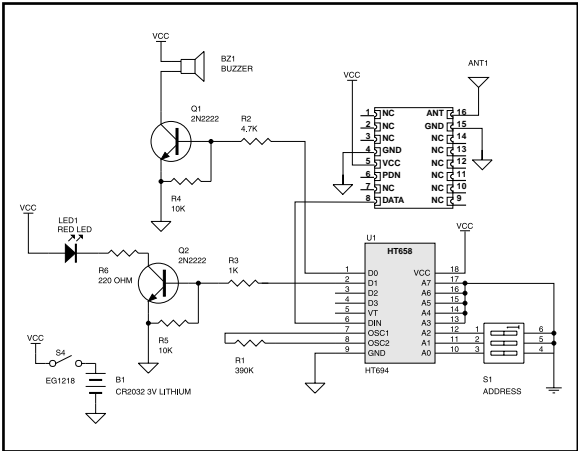 VCC
BZ1
BUZZER
ANT1
VCC
Q1
2N2222
R2
4.7K
R4
10K
1 NC ANT 16
2 NC GND 15
3 NC NC 14
4 GND NC 13
5 VCC NC 12
6 PDN NC 11
7 NC NC 10
8 DATA NC 9
VCC
LED1
RED LED
R6
220 OHM
Q2
2N2222
R3
1K
R5
10K
U1
VCC
HT658
1 D0 VCC 18
2 D1 A7 17
3 D2 A6 16
4 D3 A5 15
5 VT A4 14
6 DIN A3 13
7 OSC1 A2 12
8 OSC2 A1 11
9 GND A0 10
HT694
R1
390K
1 6
2 5
3 4
S1
ADDRESS
VCC
S4
EG1218
B1
CR2032 3V LITHIUM